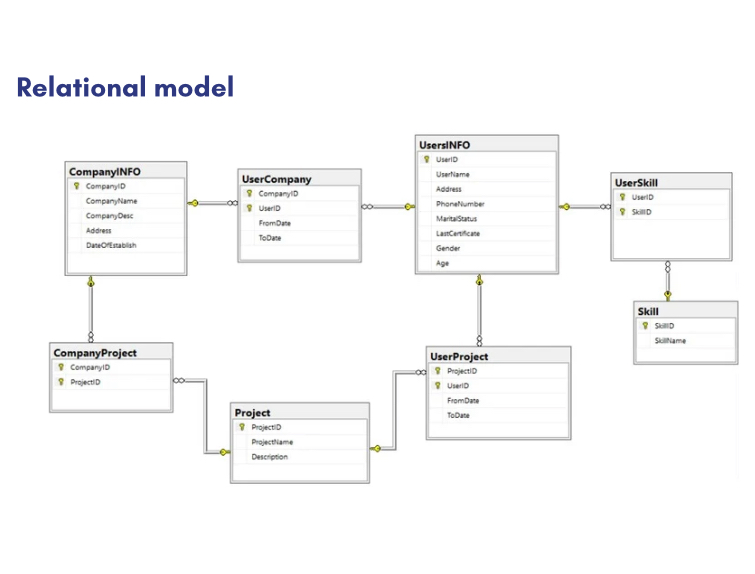 Relational model
CompanyINFO
CompanyID
CompanyName
CompanyDesc
Address
DateOfEstablish
UserCompany
CompanyID
UserID
FromDate
ToDate
UsersINFO
UserID
UserName
Address
PhoneNumber
MaritalStatus
LastCertificate
Gender
Age
UserSkill
UserID
SkillID
Skill
SkillID
SkillName
CompanyProject
CompanyID
ProjectID
Project
ProjectID
ProjectName
Description
UserProject
ProjectID
UserID
FromDate
ToDate